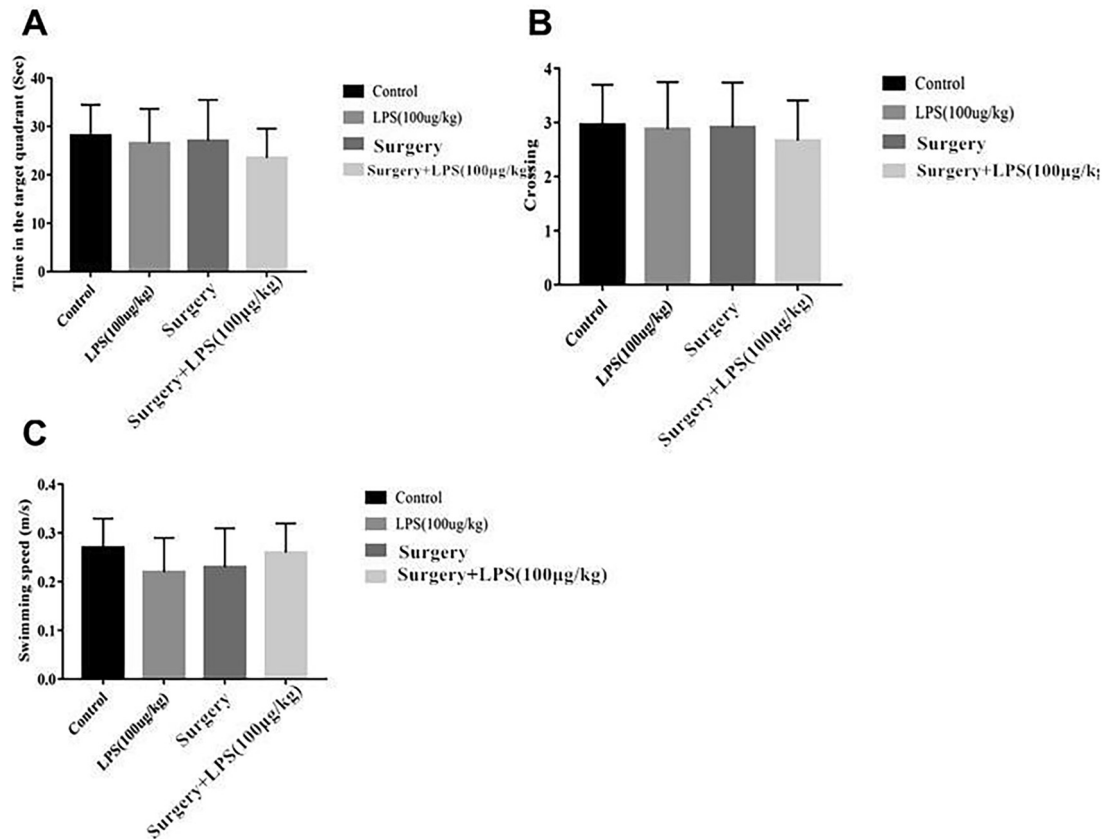 A
Time in the target quadrant (Sec)
40
30
20
10
0
Control
LPS(100ug/kg)
Surgery
Surgery+LPS(100μg/kg)
Control
LPS(100ug/kg)
Surgery
Surgery+LPS(100μg/kg)
B
Crossing
4
3
2
1
0
Control
LPS(100ug/kg)
Surgery
Surgery+LPS(100μg/kg)
Control
LPS(100ug/kg)
Surgery
Surgery+LPS(100μg/kg
C
Swimming speed (m/s)
0.4
0.3
0.2
0.1
0.0
Control
LPS(100ug/kg)
Surgery
Surgery+LPS(100μg/kg)
Control
LPS(100ug/kg)
Surgery
Surgery+LPS(100μg/kg)